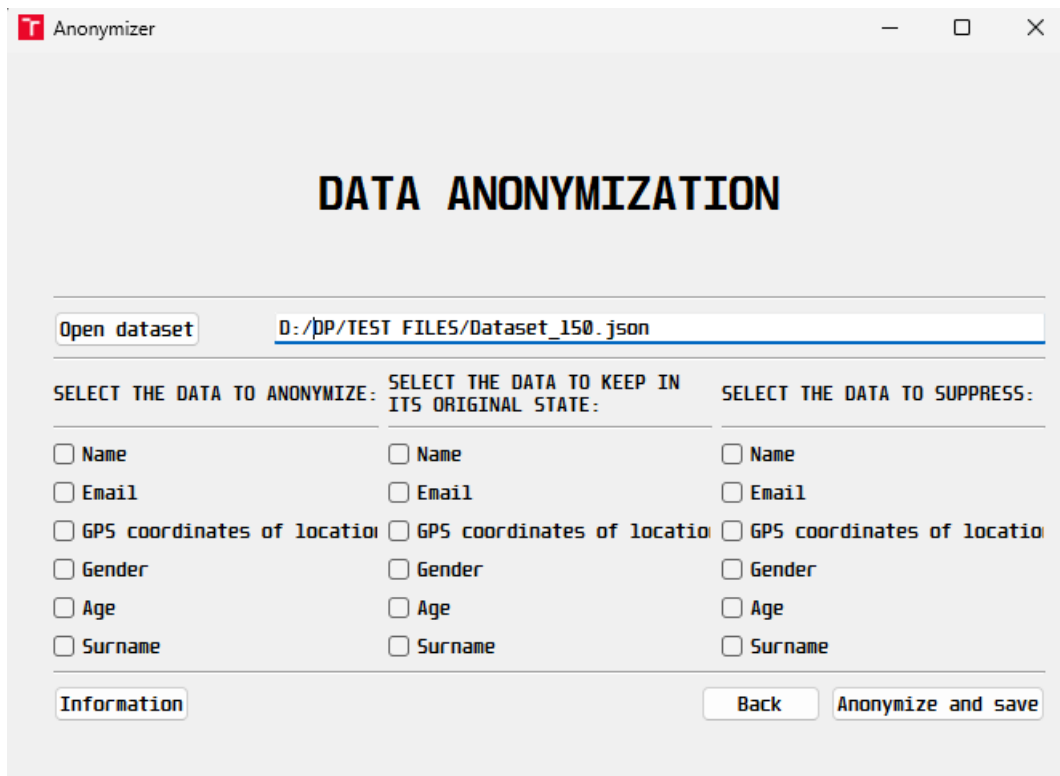 Anonymizer
DATA ANONYMIZATION
Open dataset
D:/DP/TEST FILES/Dataset_150.json
SELECT THE DATA TO ANONYMIZE:
SELECT THE DATA TO KEEP IN
ITS ORIGINAL STATE:
SELECT THE DATA TO SUPPRESS:
Name
Name
Name
Email
Email
Email
GPS coordinates of location
GPS coordinates of locatio
GPS coordinates of locatio
Gender
Gender
Gender
Age
Age
Age
Surname
Surname
Surname
Information
Back
Anonymize and save